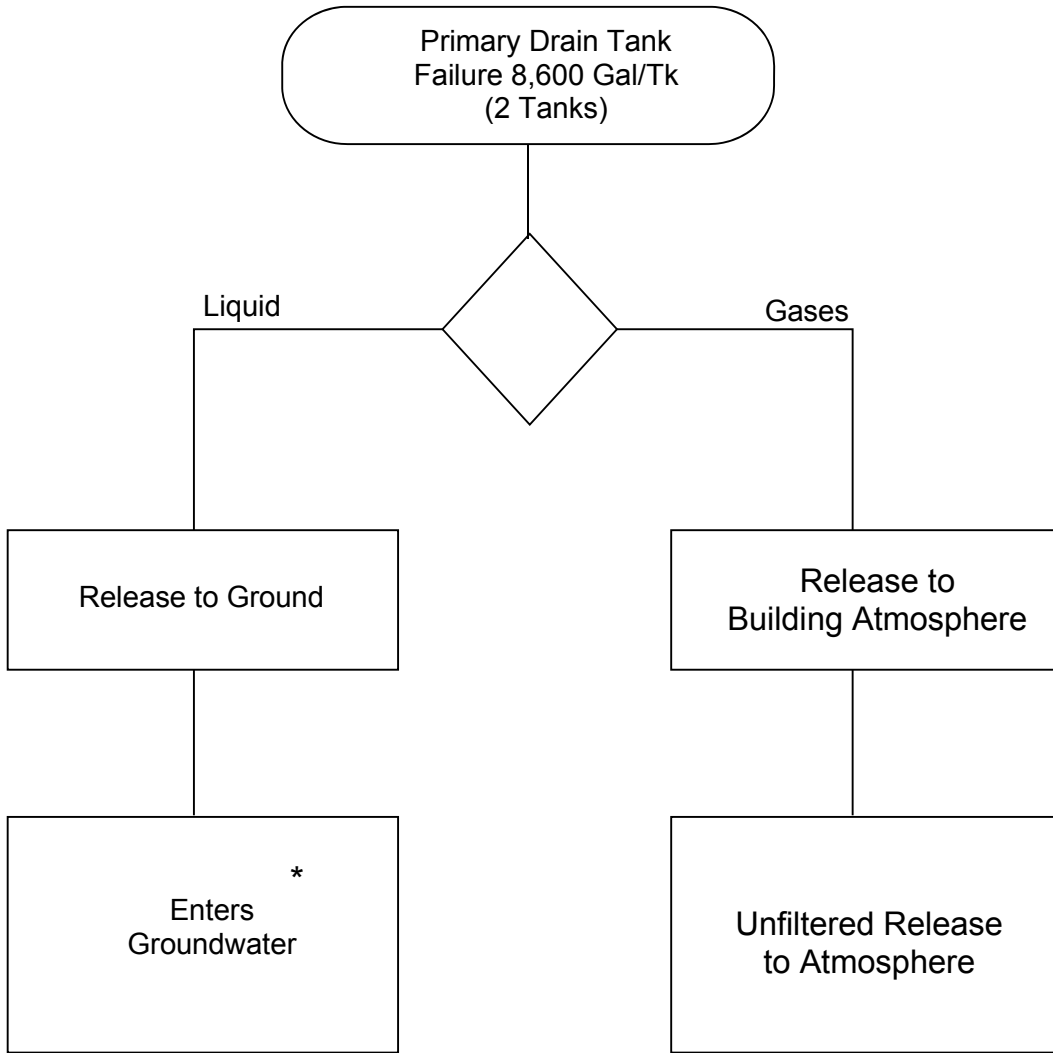 Primary Drain Tank
Failure 8,600 Gal/Tk
(2 Tanks)
Liquid
Gases
Release to Ground
Release to
Building Atmosphere
*
Enters
Groundwater
Unfiltered Release
to Atmosphere